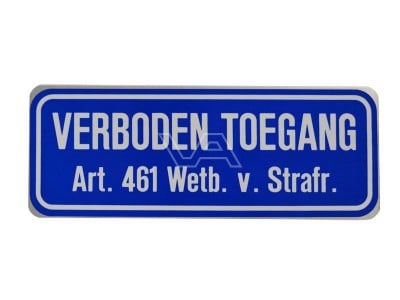 VERBODEN TOEGANG
Art. 461 Wetb. v. Strafr.